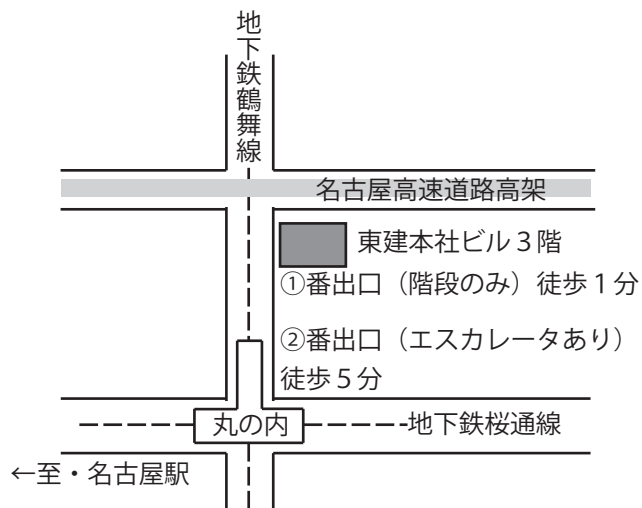 地下鉄鶴舞線
名古屋高速道路高架
東建本社ビル３階
①番出口（階段のみ）徒歩１分
②番出口（エスカレータあり）
徒歩５分
丸の内
地下鉄桜通線
←至・名古屋駅